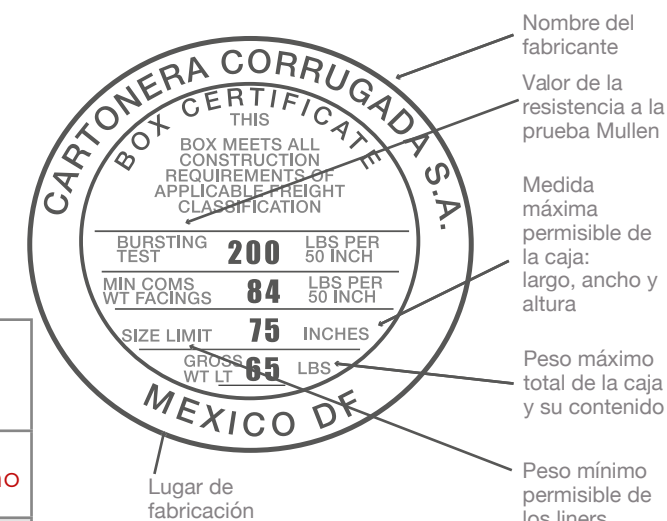 CARTONERA CORRUGADA S.A.
BOX CERTIFICATE
THIS
BOX MEETS ALL
CONSTRUCTION
REQUIREMENTS OF
APPLICABLE FREIGHT
CLASSIFICATION
BURSTING TEST 200 LBS PER 50 INCH
MIN COMS WT FACINGS 84 LBS PER 50 INCH
SIZE LIMIT 75 INCHES
GROSS WT LT 65 LBS
MEXICO DF
Nombre del
fabricante
Valor de la
resistencia a la
prueba Mullen
Medida
máxima
permisible de
la caja:
largo, ancho y
altura
Peso máximo
total de la caja
y su contenido
Peso mínimo
permisible de
los liners
Lugar de
fabricación